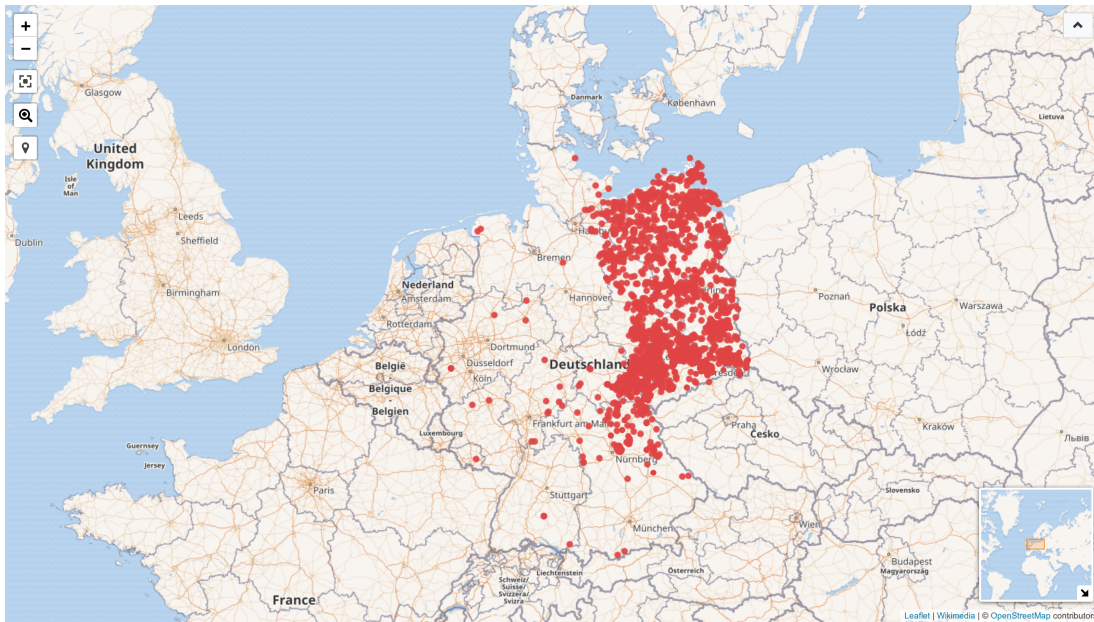 +
−
Glasgow
Danmark
København
Lietuva
United
Kingdom
Isle
of
Man
Leeds
Sheffield
Dublin
Hamb
Bremen
Birmingham
Nederland
Amsterdam
Hannover
Poznań
Polska
Warszawa
Łódź
Rotterdam
London
Dortmund
Düsseldorf
Deutschland
België
-
Belgique
-
Belgien
Köln
Wrocław
Frankfurt am Mai
Praha
Česko
Kraków
Львів
Luxembourg
Guernsey
Jersey
Nürnberg
Paris
Stuttgart
Slovensko
Wien
München
Budapest
Magyarország
Österreich
Liechtenstein
Schweiz/
Suisse/
Svizzera/
Svizra
France
Leaflet | Wikimedia | © OpenStreetMap contributors